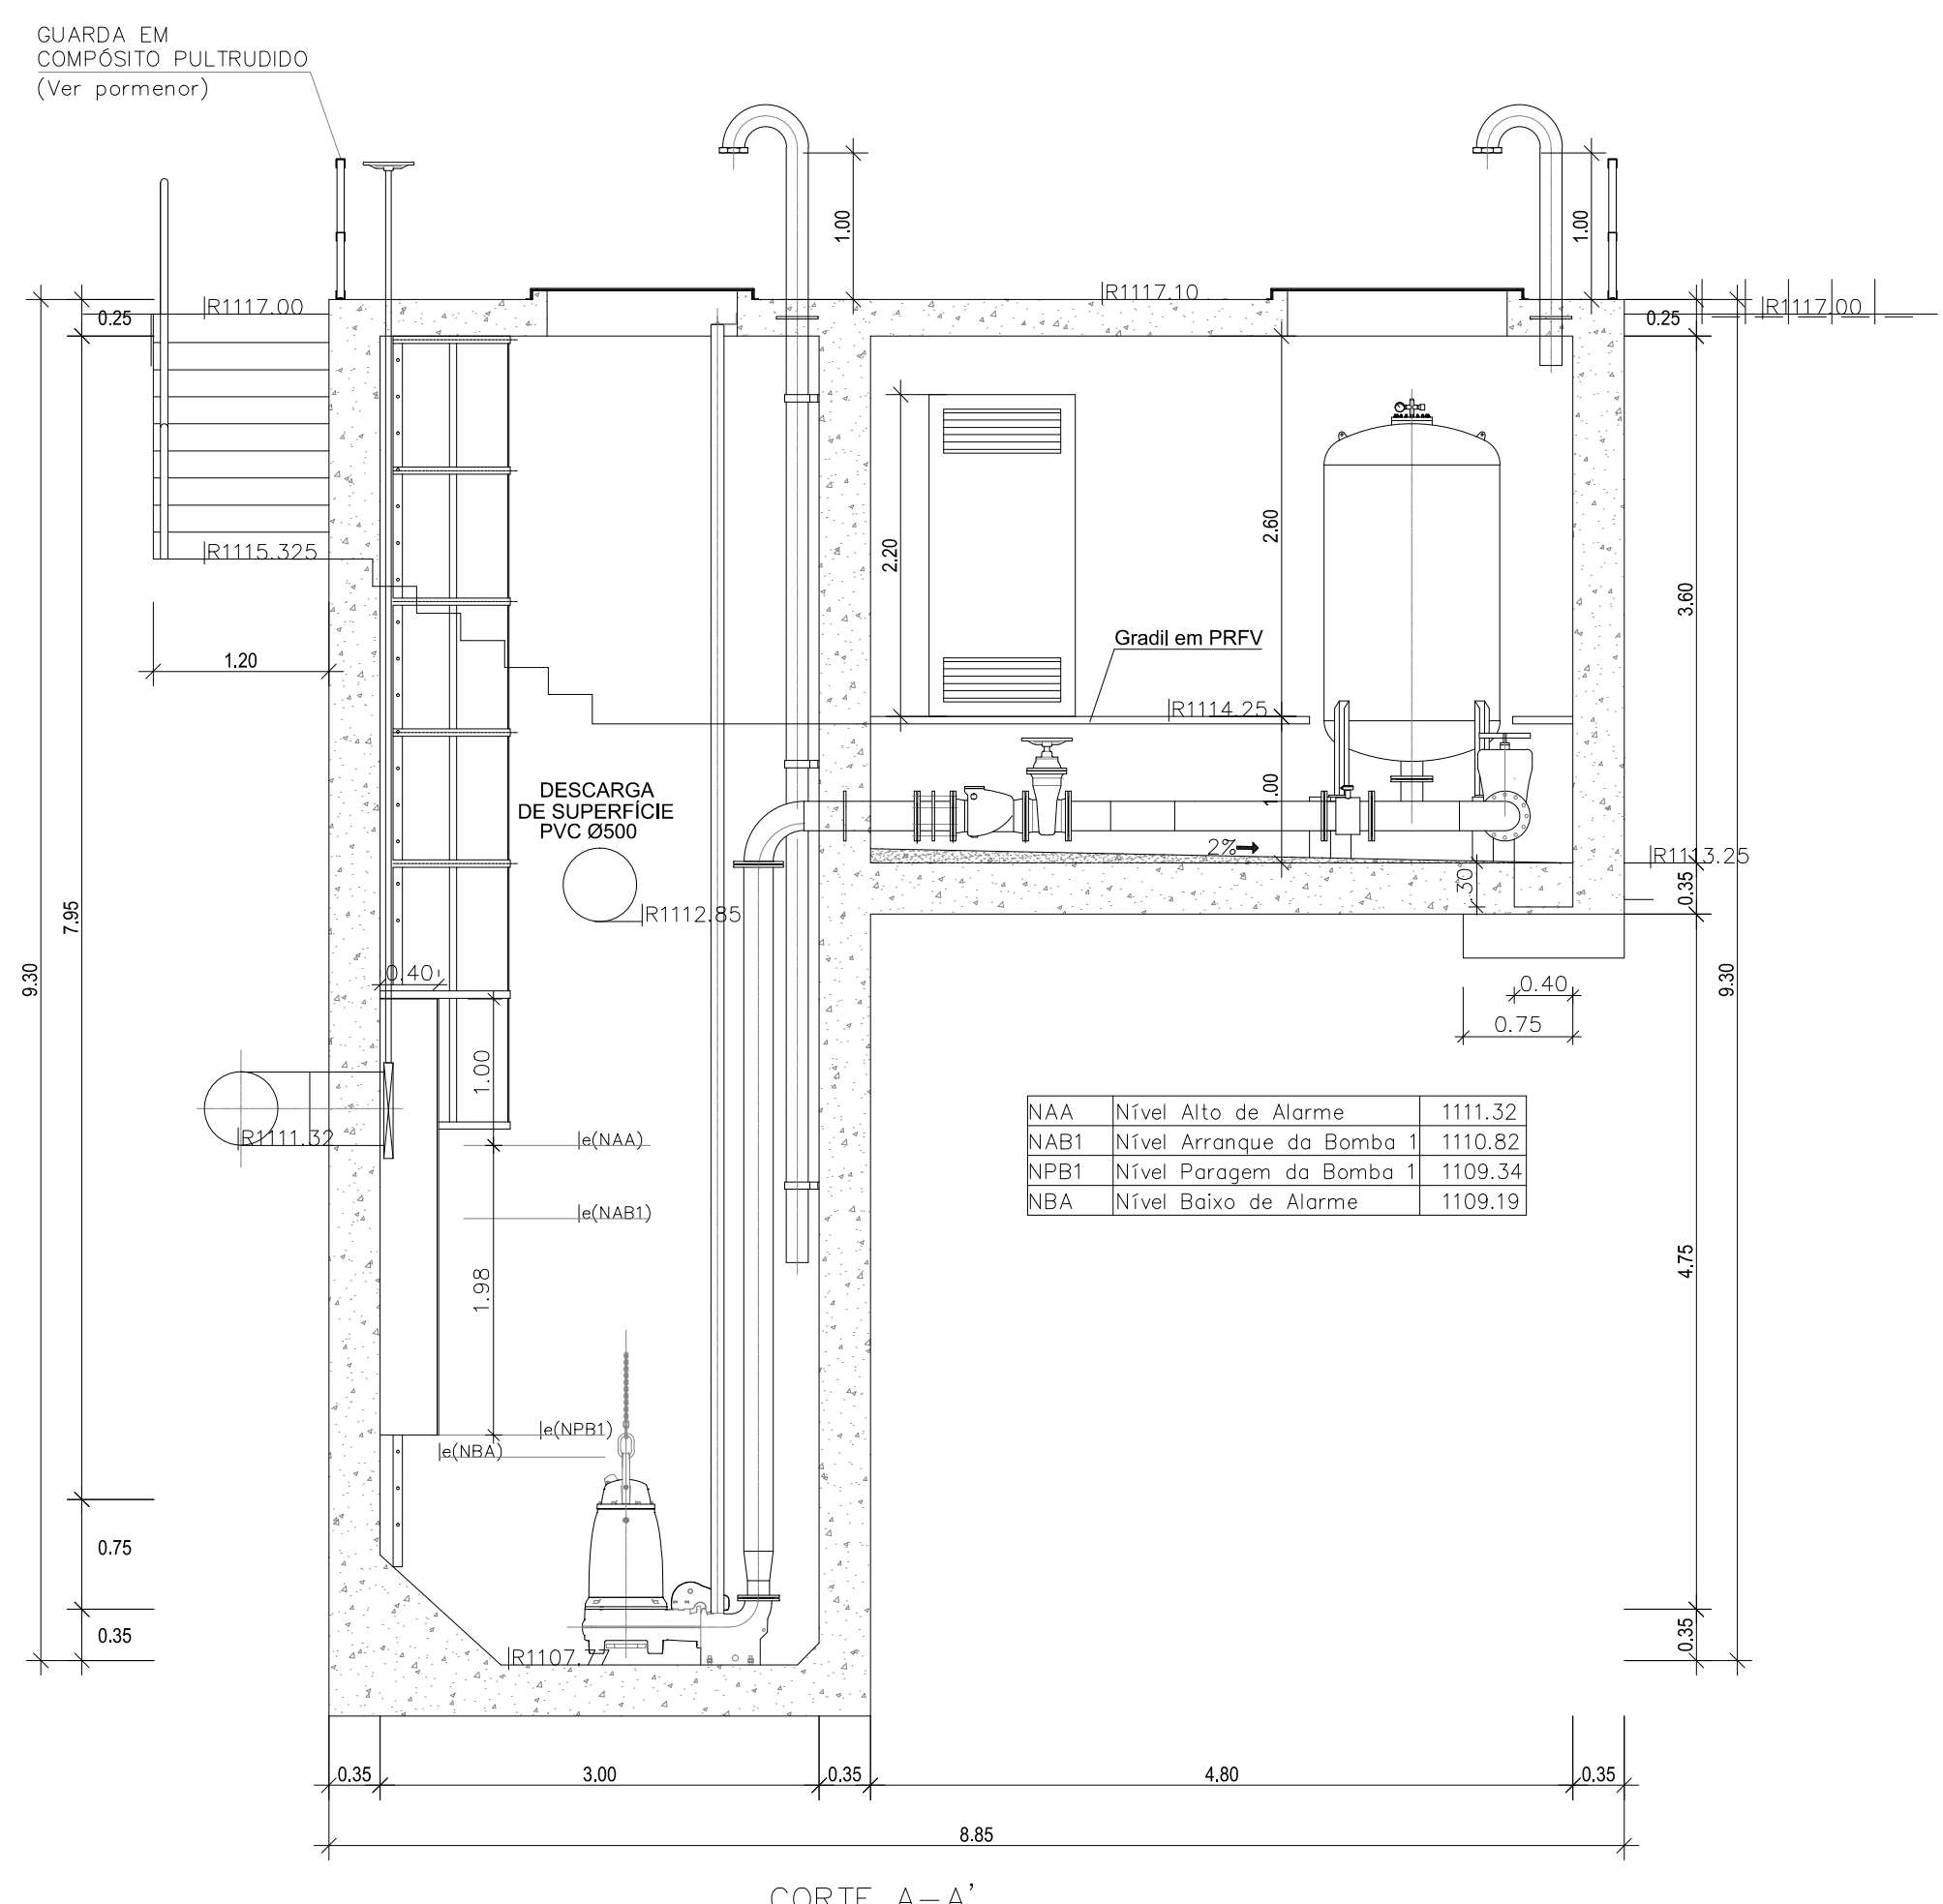 GUARDA EM
COMPÓSITO PULTRUDIDO
(Ver pormenor)
1.00
1.00
R1117.00
R1117.10
R1117.00
0.25
0.25
2.20
2.60
3.60
R1115.325
1.20
Gradil em PRFV
R1114.25
1.00
DESCARGA
DE SUPERFÍCIE
PVC Ø500
2%
R1113.25
.30
0.35
R1112.85
7.95
9.30
9.30
0.40
0.40
0.75
1.00
R1111.32
e(NAA)
e(NAB1)
NAA Nível Alto de Alarme 1111.32
NAB1 Nível Arranque da Bomba 1 1110.82
NPB1 Nível Paragem da Bomba 1 1109.34
NBA Nível Baixo de Alarme 1109.19
1.98
4.75
e(NPB1)
e(NBA)
0.75
0.35
0.35
R1107.77
0.35 3.00 0.35 4.80 0.35
8.85
CORTE A-A'